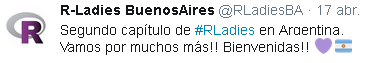 R-Ladies BuenosAires @RLadiesBA · 17 abr.
Segundo capítulo de #RLadies en Argentina.
Vamos por muchos más!! Bienvenidas!! 💜🇦🇷
R